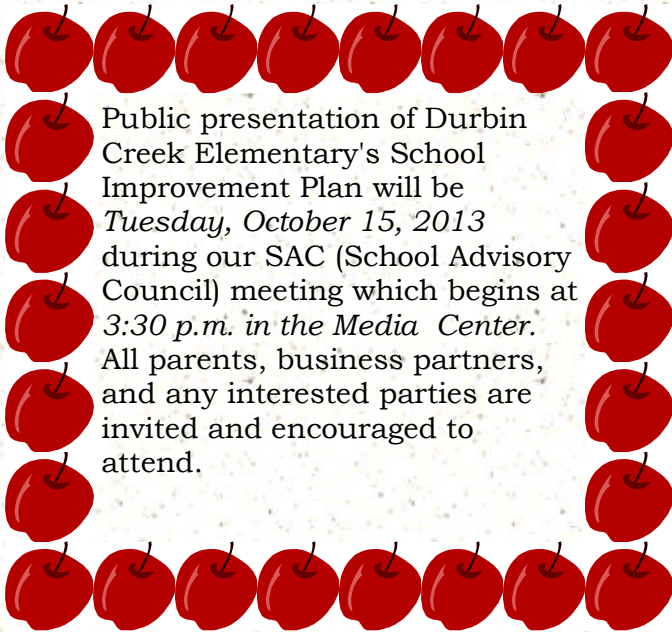 Public presentation of Durbin
Creek Elementary's School
Improvement Plan will be
Tuesday, October 15, 2013
during our SAC (School Advisory
Council) meeting which begins at
3:30 p.m. in the Media Center.
All parents, business partners,
and any interested parties are
invited and encouraged to
attend.